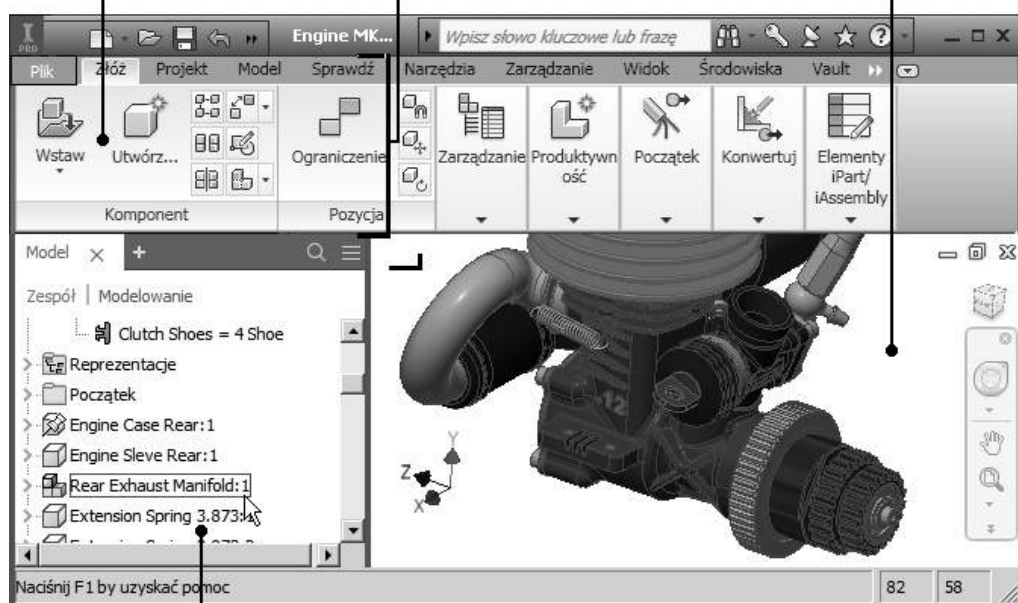 I PRO Engine MK... Wpisz słowo kluczowe lub frazę
Plik Złóż Projekt Model Sprawdź Narzędzia Zarządzanie Widok Środowiska Vault
Wstaw Utwórz... Ograniczenie Zarządzanie Produktywn Początek Konwertuj Elementy
ość iPart/
iAssembly
Komponent Pozycja
Model
Zespół | Modelowanie
Clutch Shoes = 4 Shoe
Reprezentacje
Początek
Engine Case Rear:1
Engine Sleve Rear:1
Rear Exhaust Manifold:1
Extension Spring 3.873:
.12
Y
Z
X
Naciśnij F1 by uzyskać pomoc 82 58